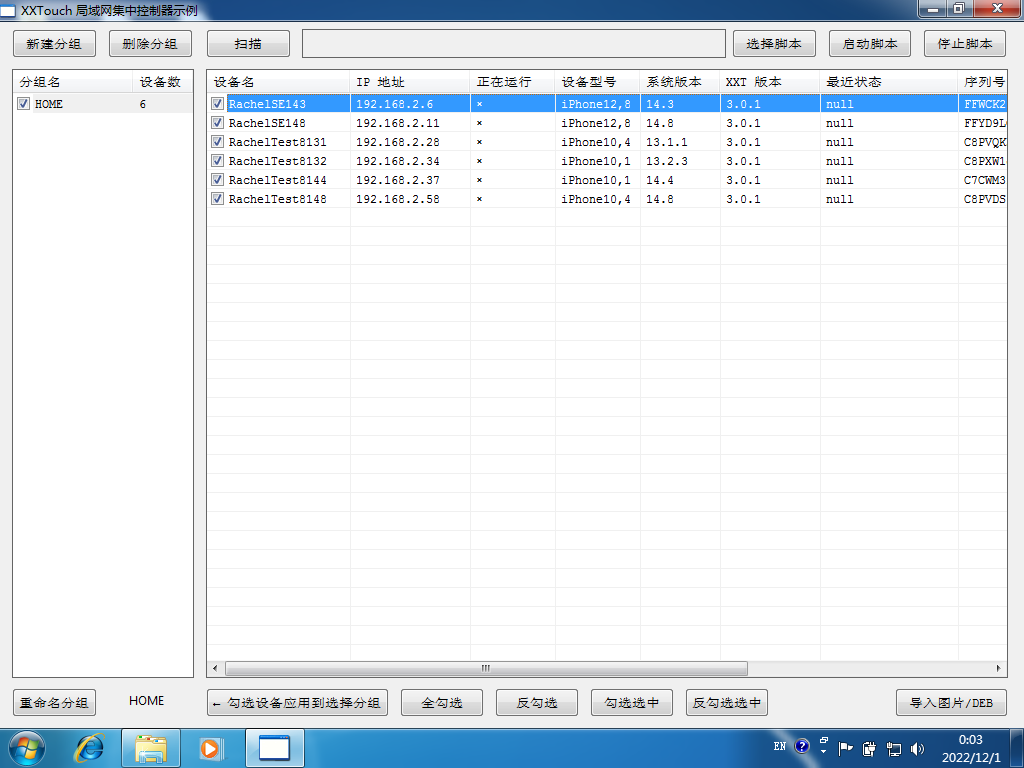 XXTouch 局域网集中控制器示例
新建分组 删除分组 扫描 选择脚本 启动脚本 停止脚本
分组名 设备数
HOME 6
设备名 IP 地址 正在运行 设备型号 系统版本 XXT 版本 最近状态 序列号
RachelSE143 192.168.2.6 × iPhone12,8 14.3 3.0.1 null FFWCK2
RachelSE148 192.168.2.11 × iPhone12,8 14.8 3.0.1 null FFYD9L
RachelTest8131 192.168.2.28 × iPhone10,4 13.1.1 3.0.1 null C8PVQK
RachelTest8132 192.168.2.34 × iPhone10,1 13.2.3 3.0.1 null C8PXW1
RachelTest8144 192.168.2.37 × iPhone10,1 14.4 3.0.1 null C7CWM3
RachelTest8148 192.168.2.58 × iPhone10,4 14.8 3.0.1 null C8PVDS
重命名分组 HOME ← 勾选设备应用到选择分组 全勾选 反勾选 勾选选中 反勾选选中 导入图片/DEB
EN 0:03
2022/12/1